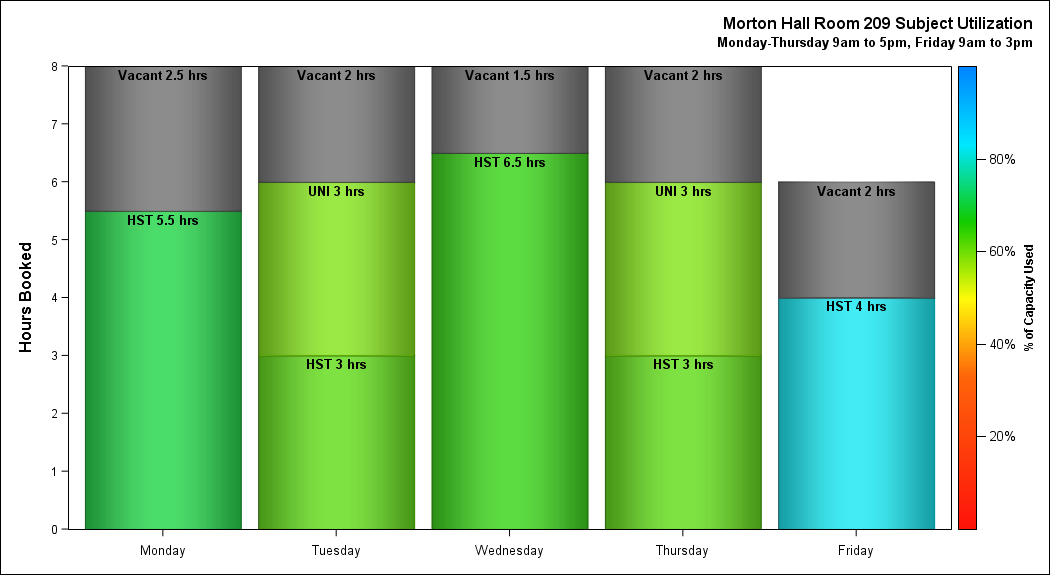 Morton Hall Room 209 Subject Utilization
Monday-Thursday 9am to 5pm, Friday 9am to 3pm
Hours Booked
8
7
6
5
4
3
2
1
0
Vacant 2.5 hrs
HST 5.5 hrs
Vacant 2 hrs
UNI 3 hrs
HST 3 hrs
Vacant 1.5 hrs
HST 6.5 hrs
Vacant 2 hrs
UNI 3 hrs
HST 3 hrs
Vacant 2 hrs
HST 4 hrs
Monday
Tuesday
Wednesday
Thursday
Friday
80%
60%
40%
20%
% of Capacity Used